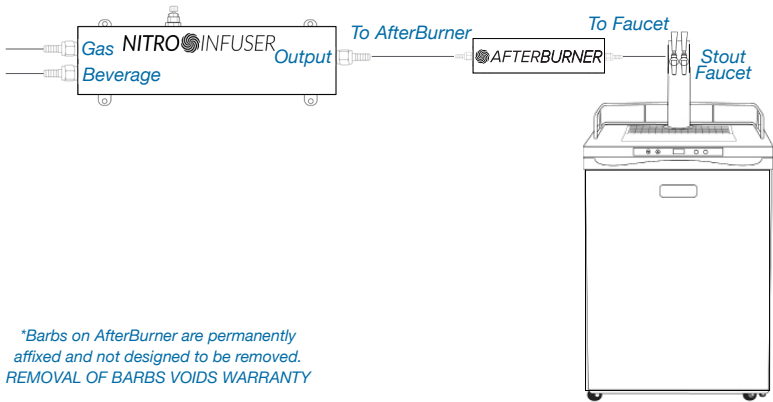 To AfterBurner
To Faucet
Gas
NITRO INFUSER
Output
Beverage
AFTERBURNER
Stout
Faucet
*Barbs on AfterBurner are permanently
affixed and not designed to be removed.
REMOVAL OF BARBS VOIDS WARRANTY